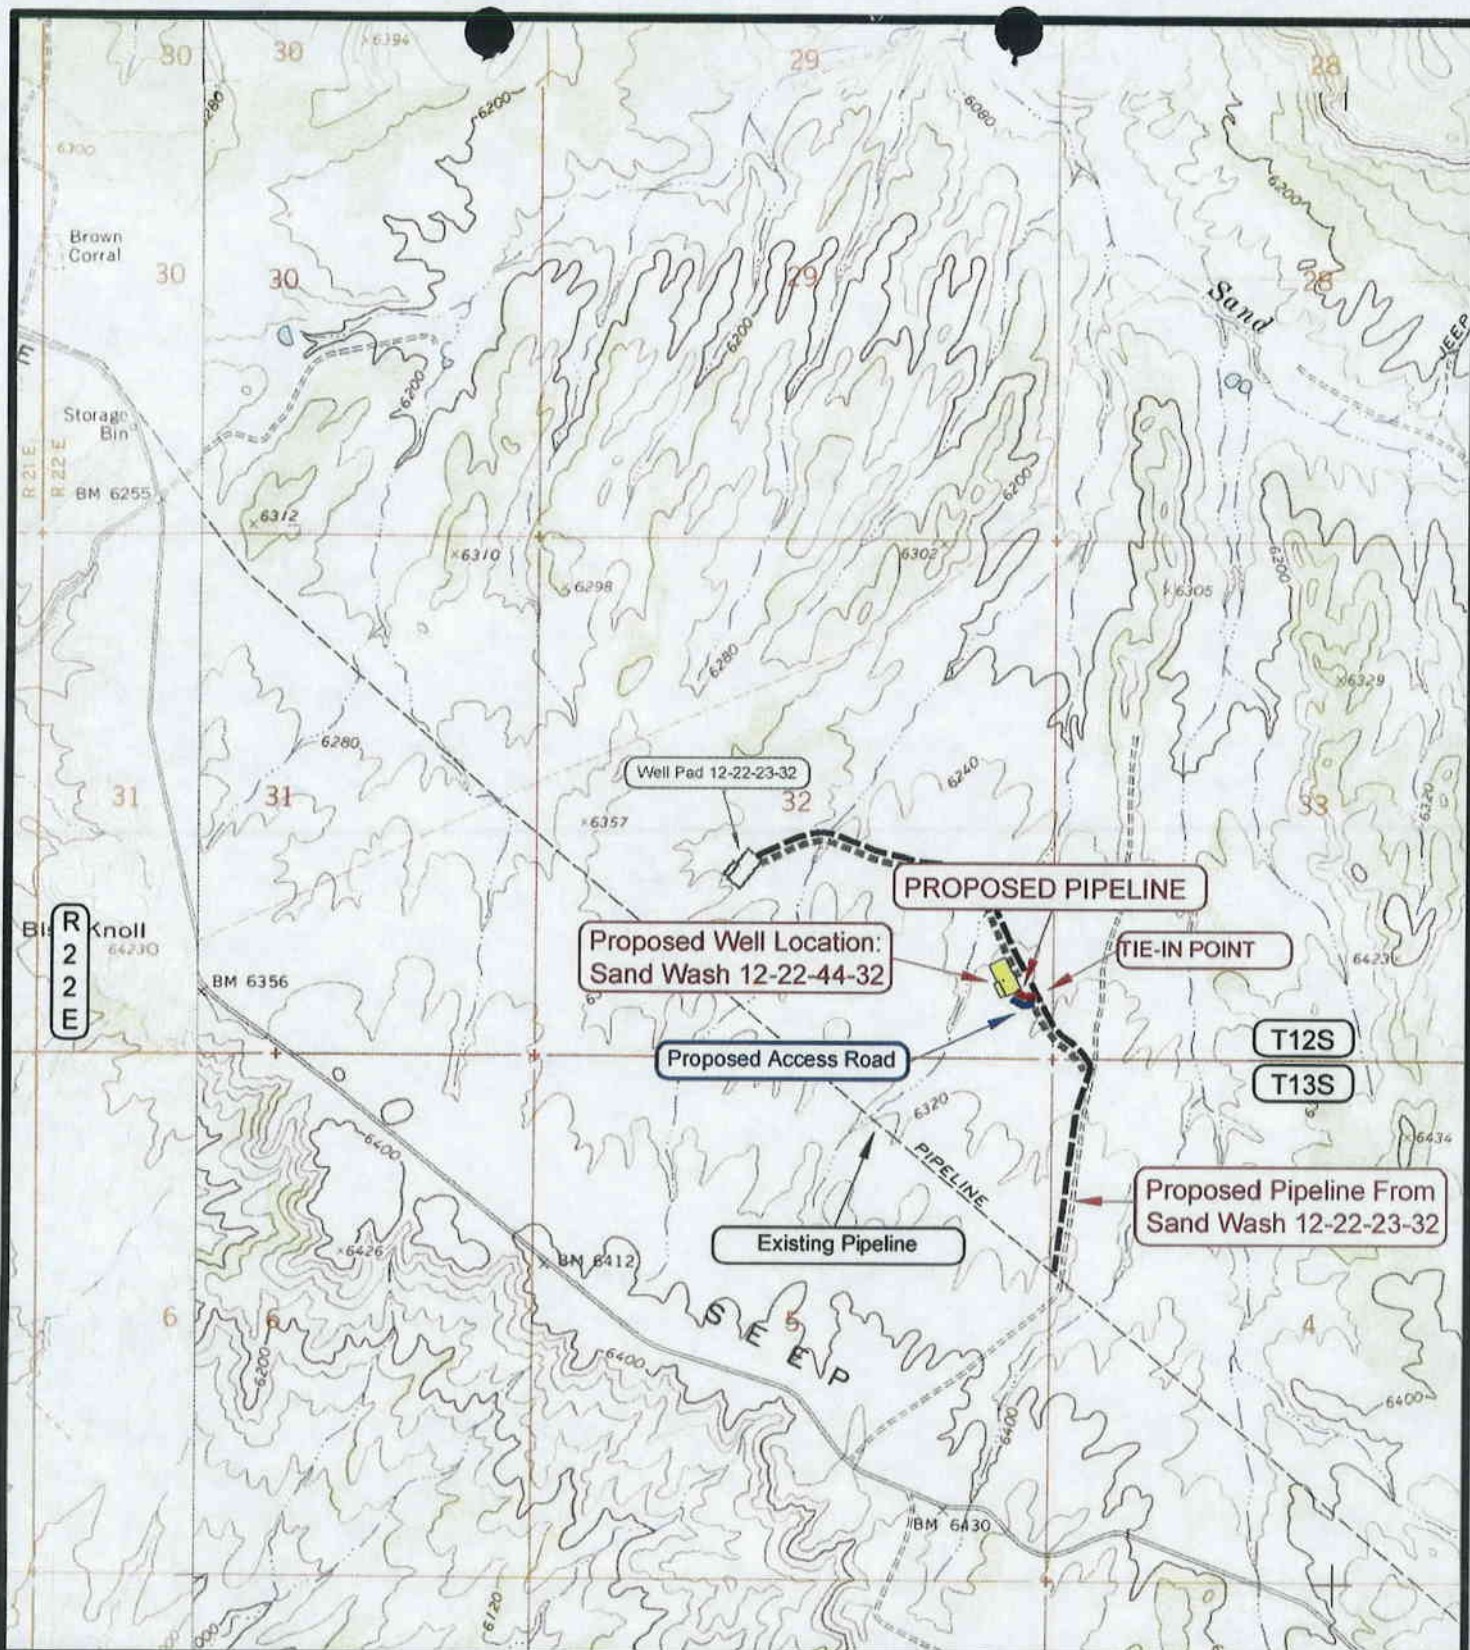 30
30
6394
29
28
6280
6200
6080
6300
6200
Brown
Corral
30
30
29
28
Sand
JEEP
6200
6200
Storage
Bin
R 21 E
R 22 E
BM 6255
6200
6312
6310
6302
6200
6298
6305
6280
6329
6280
Well Pad 12-22-23-32
6240
31
31
32
33
6320
6357
PROPOSED PIPELINE
R
2
2
E
Knoll
6423
Proposed Well Location:
Sand Wash 12-22-44-32
TIE-IN POINT
6423
BM 6356
Proposed Access Road
T12S
T13S
6320
6400
6434
PIPELINE
Proposed Pipeline From
Sand Wash 12-22-23-32
Existing Pipeline
6426
BM 6412
6
6
SEEP
5
4
6200
6400
6400
6400
BM 6430
6120